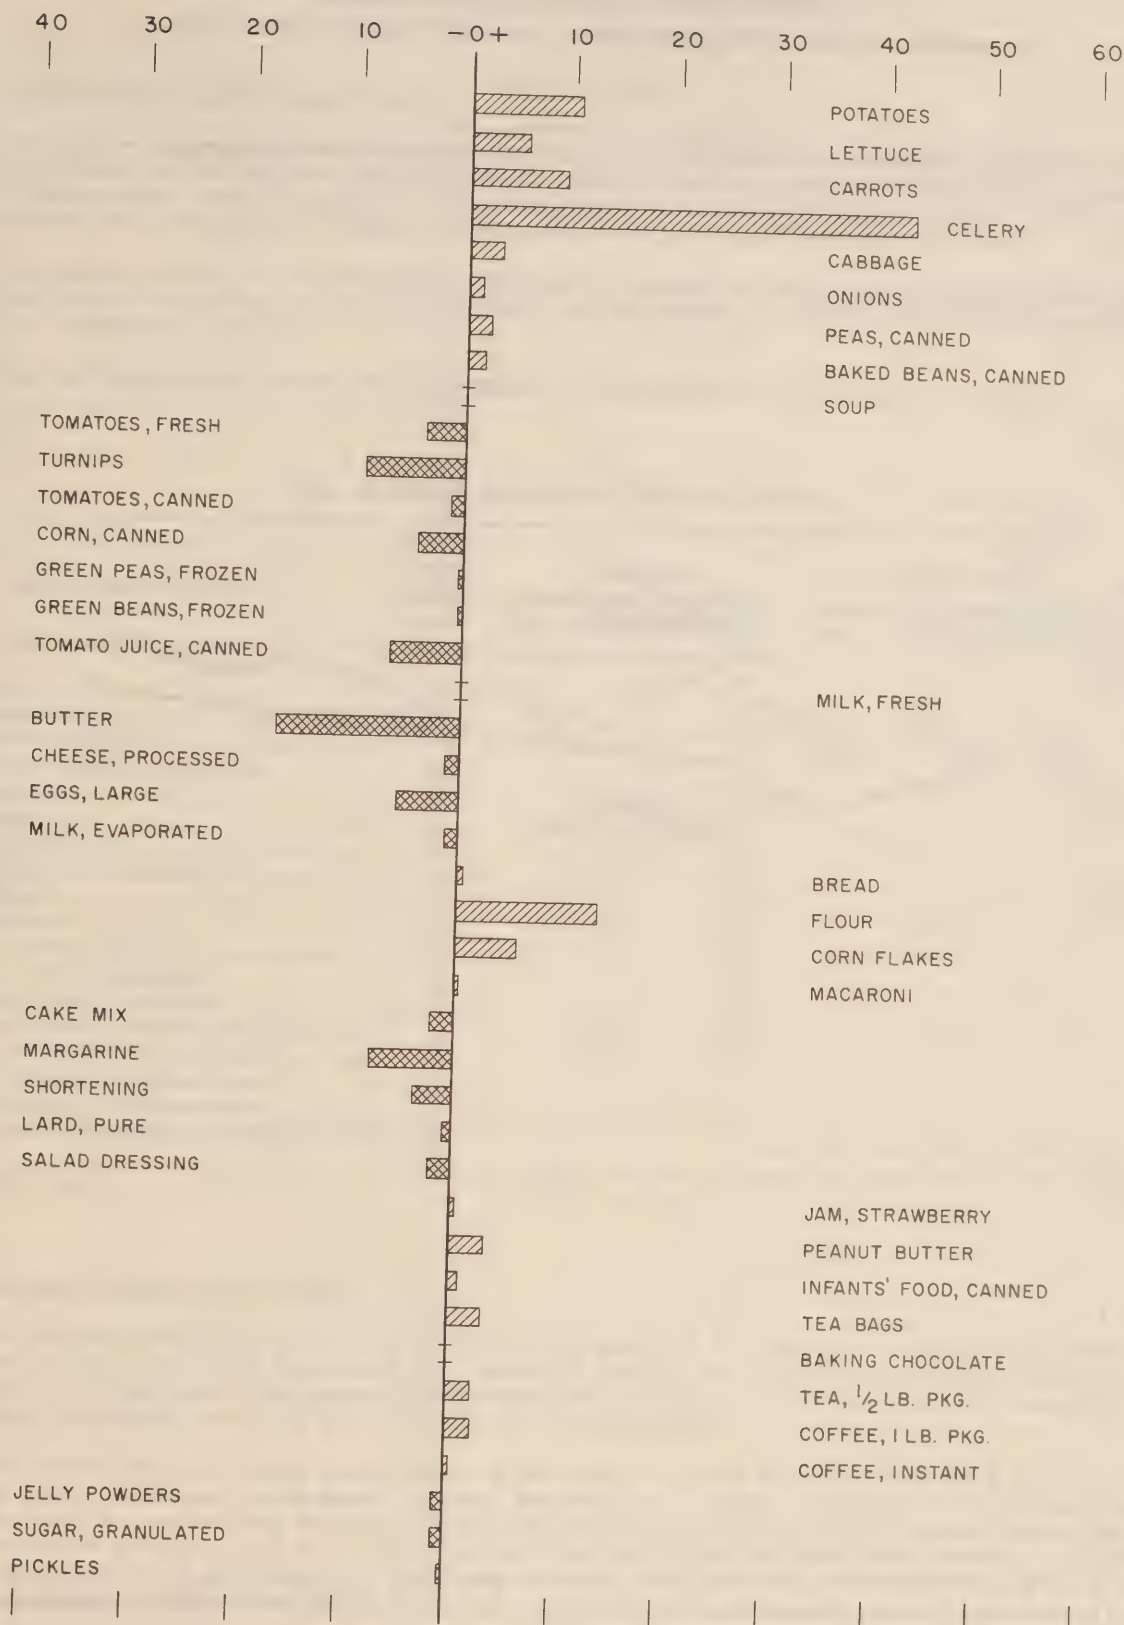 40 30 20 10 -0+ 10 20 30 40 50 60
POTATOES
LETTUCE
CARROTS
CELERY
CABBAGE
ONIONS
PEAS, CANNED
BAKED BEANS, CANNED
SOUP
TOMATOES, FRESH
TURNIPS
TOMATOES, CANNED
CORN, CANNED
GREEN PEAS, FROZEN
GREEN BEANS, FROZEN
TOMATO JUICE, CANNED
MILK, FRESH
BUTTER
CHEESE, PROCESSED
EGGS, LARGE
MILK, EVAPORATED
BREAD
FLOUR
CORN FLAKES
MACARONI
CAKE MIX
MARGARINE
SHORTENING
LARD, PURE
SALAD DRESSING
JAM, STRAWBERRY
PEANUT BUTTER
INFANTS' FOOD, CANNED
TEA BAGS
BAKING CHOCOLATE
TEA, 1/2 LB. PKG.
COFFEE, 1 LB. PKG.
COFFEE, INSTANT
JELLY POWDERS
SUGAR, GRANULATED
PICKLES